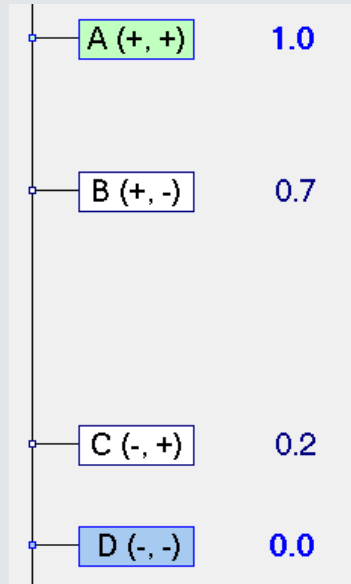 A (+, +) 1.0
B (+, -) 0.7
C (-, +) 0.2
D (-, -) 0.0